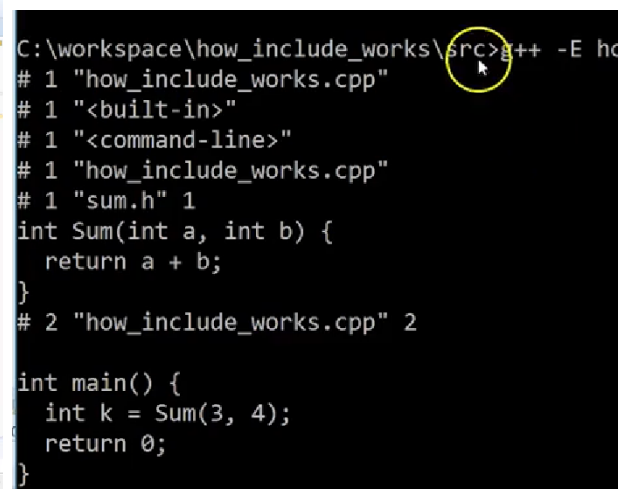 C:\workspace\how_include_works\src>g++ -E ho
# 1 "how_include_works.cpp"
# 1 "<built-in>"
# 1 "<command-line>"
# 1 "how_include_works.cpp"
# 1 "sum.h" 1
int Sum(int a, int b) {
  return a + b;
}
# 2 "how_include_works.cpp" 2

int main() {
  int k = Sum(3, 4);
  return 0;
}